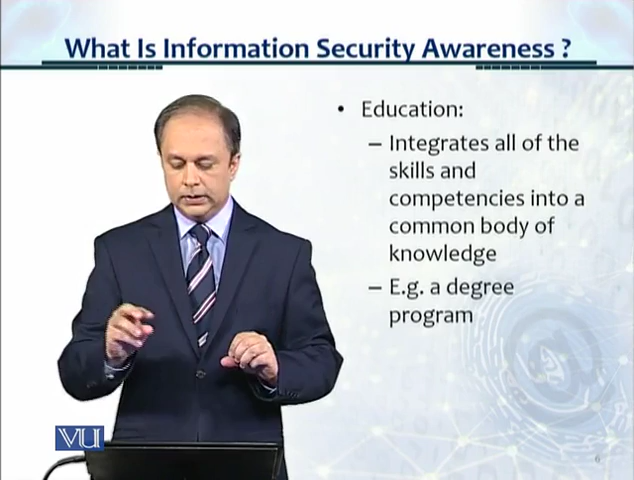 What Is Information Security Awareness ?
• Education:
– Integrates all of the
skills and
competencies into a
common body of
knowledge
– E.g. a degree
program
VU
6